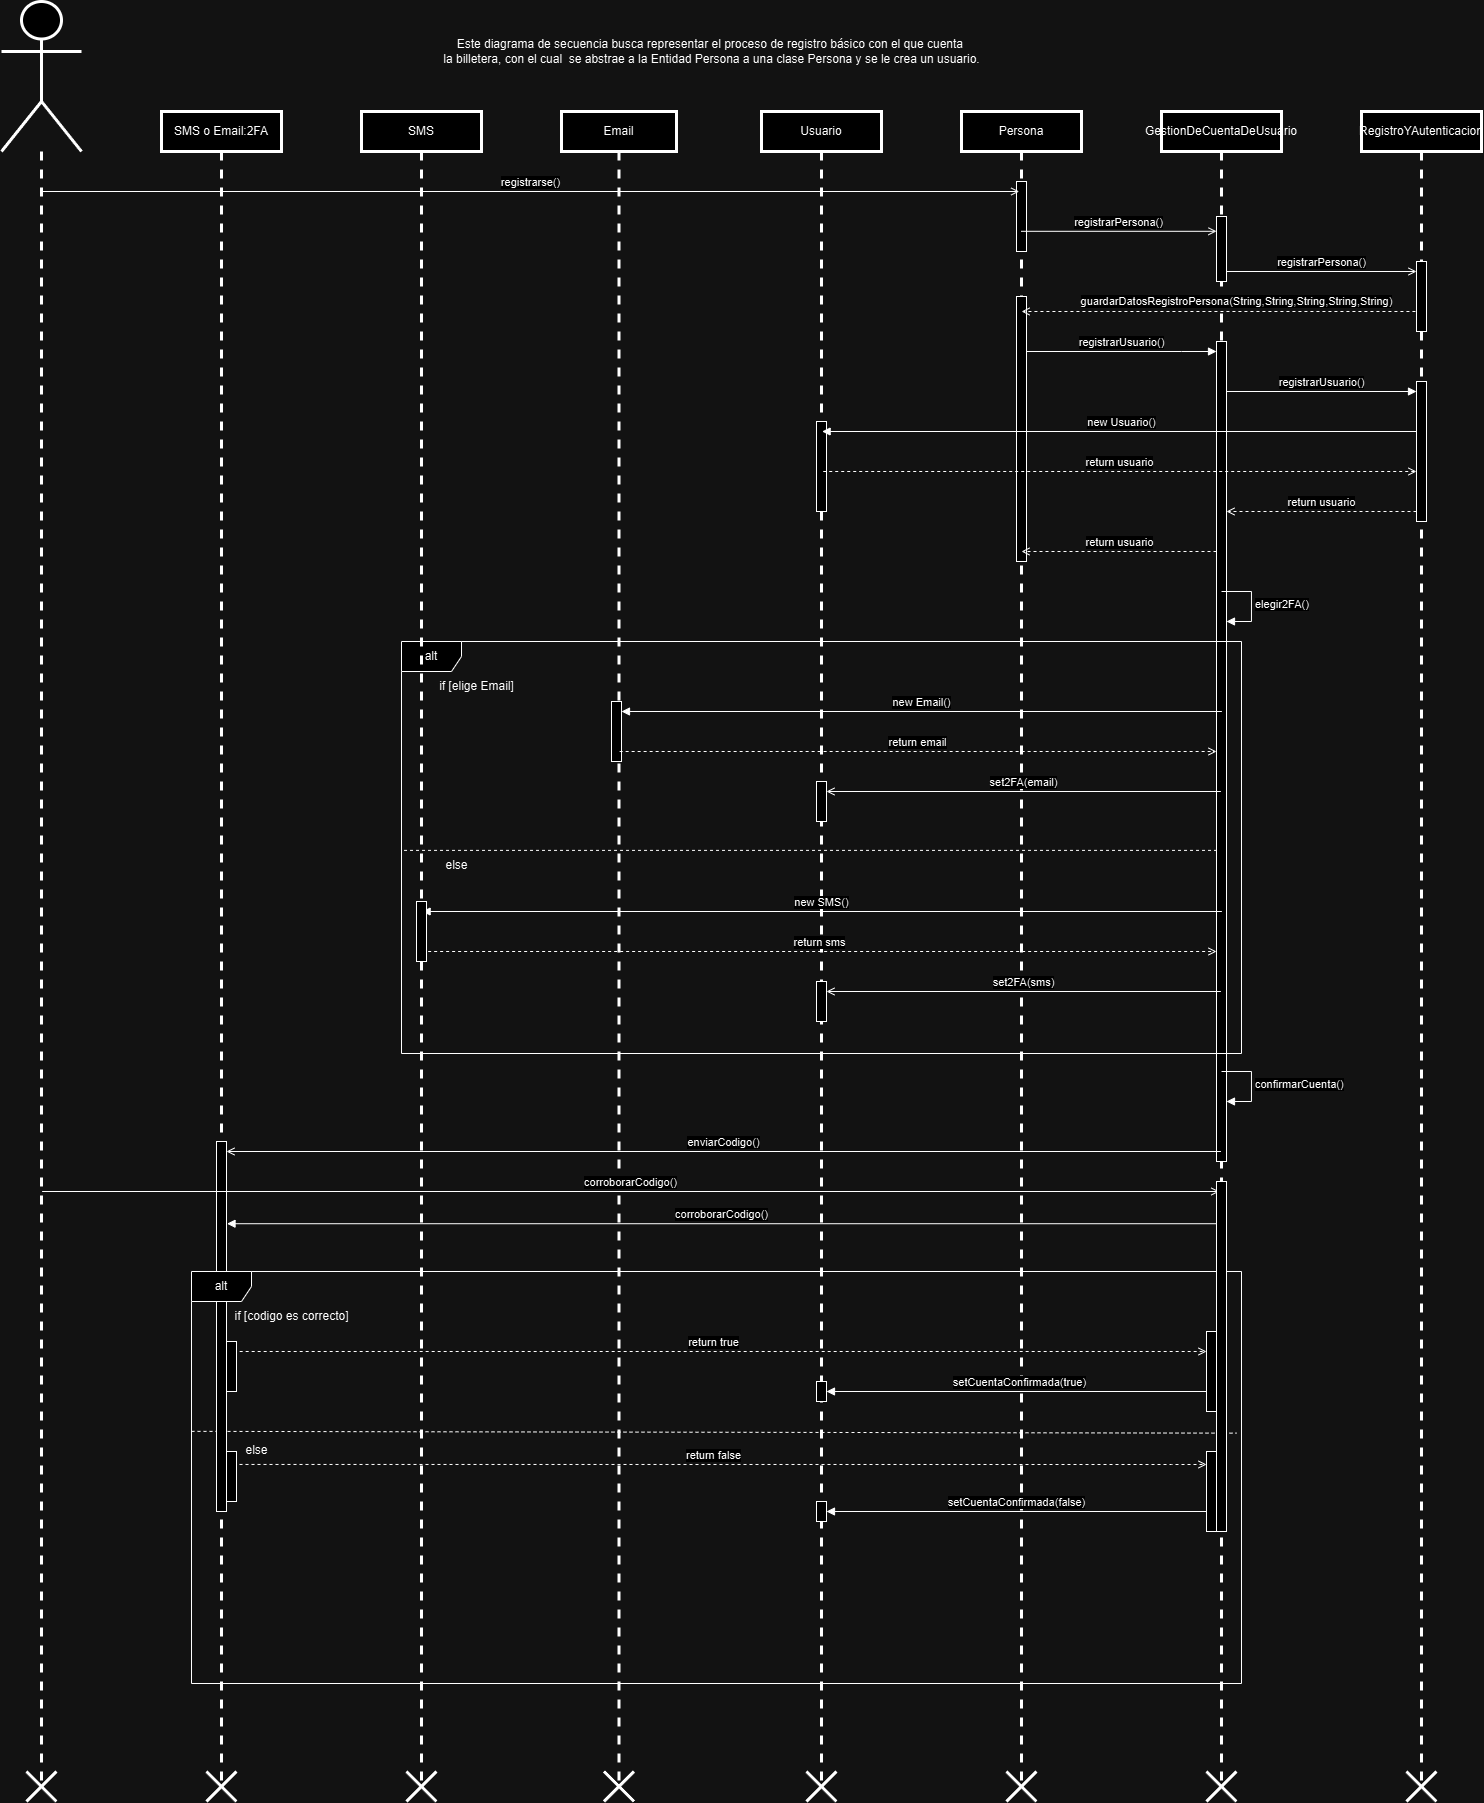 Este diagrama de secuencia busca representar el proceso de registro básico con el que cuenta
la billetera, con el cual  se abstrae a la Entidad Persona a una clase Persona y se le crea un usuario.
SMS o Email:2FA
SMS
Email
Usuario
Persona
GestionDeCuentaDeUsuario
RegistroYAutenticacion
registrarse()
registrarPersona()
registrarPersona()
guardarDatosRegistroPersona(String,String,String,String,String)
registrarUsuario()
registrarUsuario()
new Usuario()
return usuario
return usuario
return usuario
elegir2FA()
alt
if [elige Email]
new Email()
return email
set2FA(email)
else
new SMS()
return sms
set2FA(sms)
confirmarCuenta()
enviarCodigo()
corroborarCodigo()
corroborarCodigo()
alt
if [codigo es correcto]
return true
setCuentaConfirmada(true)
else
return false
setCuentaConfirmada(false)